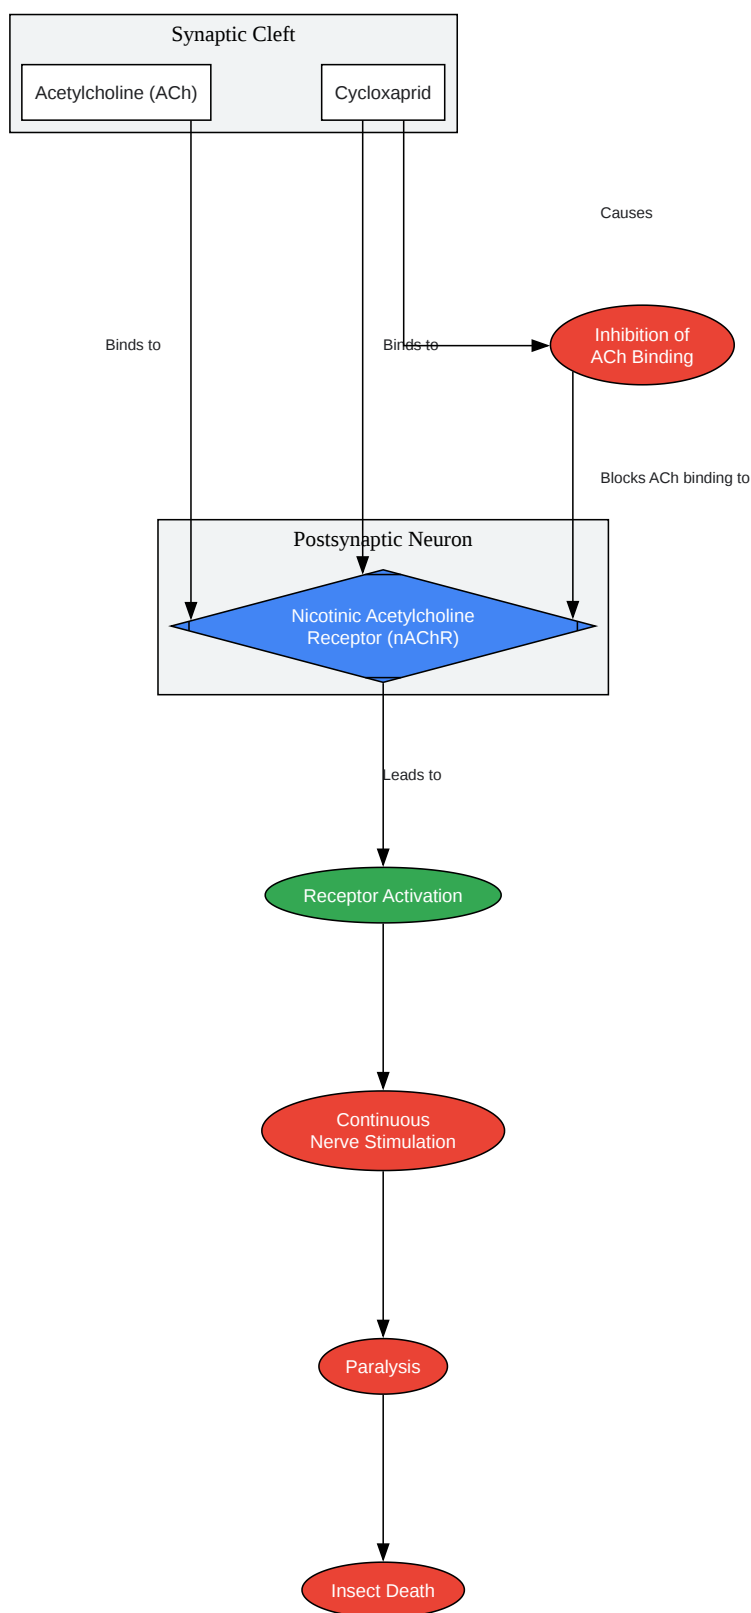 Synaptic Cleft
Acetylcholine (ACh)
Cycloxaprid
Causes
Binds to
Binds to
Inhibition of
ACh Binding
Blocks ACh binding to
Postsynaptic Neuron
Nicotinic Acetylcholine
Receptor (nAChR)
Leads to
Receptor Activation
Continuous
Nerve Stimulation
Paralysis
Insect Death